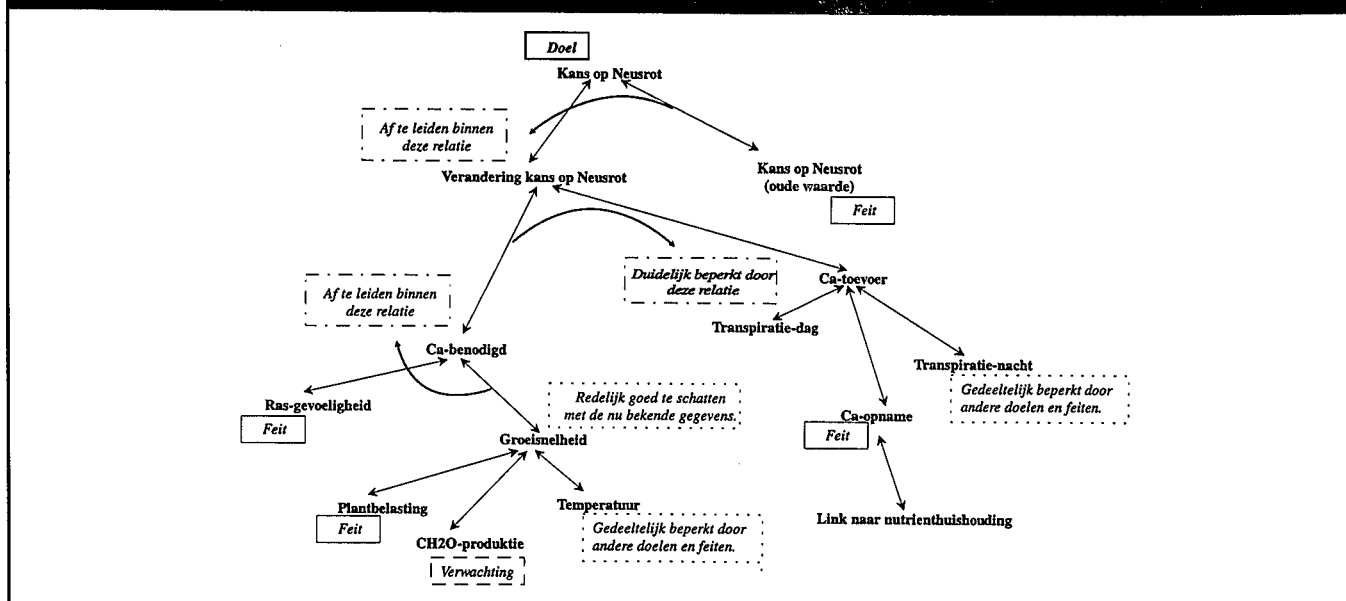 Doel
Kans op Neusrot
Af te leiden binnen
deze relatie
Verandering kans op Neusrot
Kans op Neusrot
(oude waarde)
Feit
Duidelijk beperkt door
deze relatie
Ca-toevoer
Af te leiden binnen
deze relatie
Transpiratie-dag
Ca-benodigd
Transpiratie-nacht
Gedeeltelijk beperkt door
andere doelen en feiten.
Ras-gevoeligheid
Feit
Redelijk goed te schatten
met de nu bekende gegevens.
Ca-opname
Feit
Groeisnelheid
Plantbelasting
Feit
Temperatuur
Gedeeltelijk beperkt door
andere doelen en feiten.
Link naar nutrienthuishouding
CH2O-produktie
Verwachting